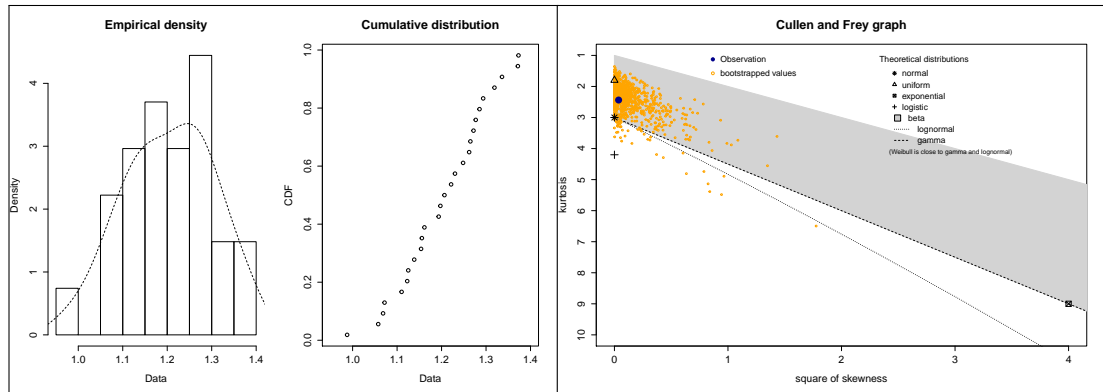 Empirical density
Density
0
1
2
3
4
1.0
1.1
1.2
1.3
1.4
Data
Cumulative distribution
CDF
0.0
0.2
0.4
0.6
0.8
1.0
1.0
1.1
1.2
1.3
1.4
Data
Cullen and Frey graph
kurtosis
1
2
3
4
5
6
7
8
9
10
0
1
2
3
4
square of skewness
Observation
bootstrapped values
Theoretical distributions
normal
uniform
exponential
logistic
beta
lognormal
gamma
(Weibull is close to gamma and lognormal)